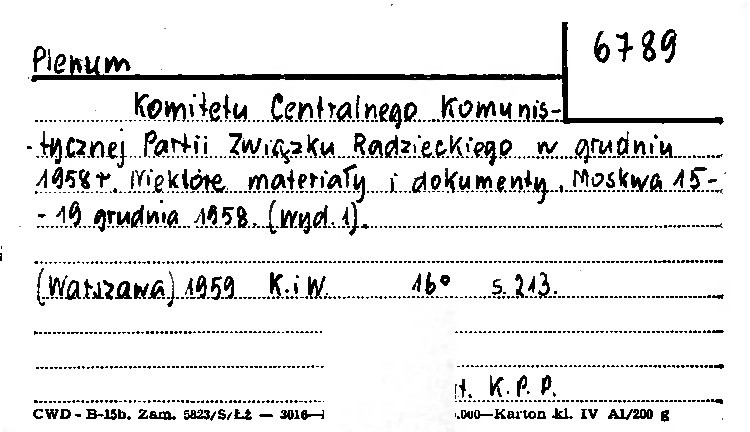 6789
Plenum
Komitetu Centralnego Komunis-
-tycznej Partii Związku Radzieckiego w grudniu
1958 r. Niektóre materiały i dokumenty. Moskwa 15-
- 19 grudnia 1958. (wyd. 1).
(Warszawa) 1959 K.iW. 16° s. 213.
K. P. P.
CWD - B-15b. Zam. 5823/S/ŁŻ — 3016— .000—Karton kl. IV A1/200 g